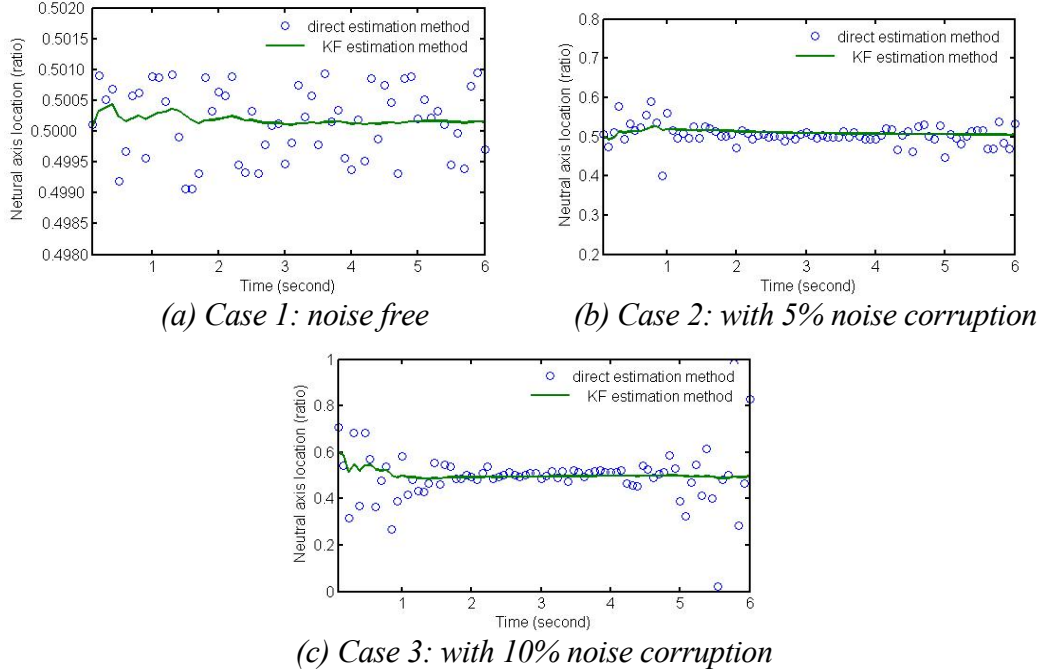 0.5020
0.5015
0.5010
0.5005
0.5000
0.4995
0.4990
0.4985
0.4980
Netural axis location (ratio)
direct estimation method
KF estimation method
1 2 3 4 5 6
Time (second)
(a) Case 1: noise free
0.8
0.7
0.6
0.5
0.4
0.3
0.2
Neutral axis location (ratio)
direct estimation method
KF estimation method
1 2 3 4 5 6
Time (second)
(b) Case 2: with 5% noise corruption
1
0.8
0.6
0.4
0.2
0
Neutral axis location (ratio)
direct estimation method
KF estimation method
1 2 3 4 5 6
Time (second)
(c) Case 3: with 10% noise corruption